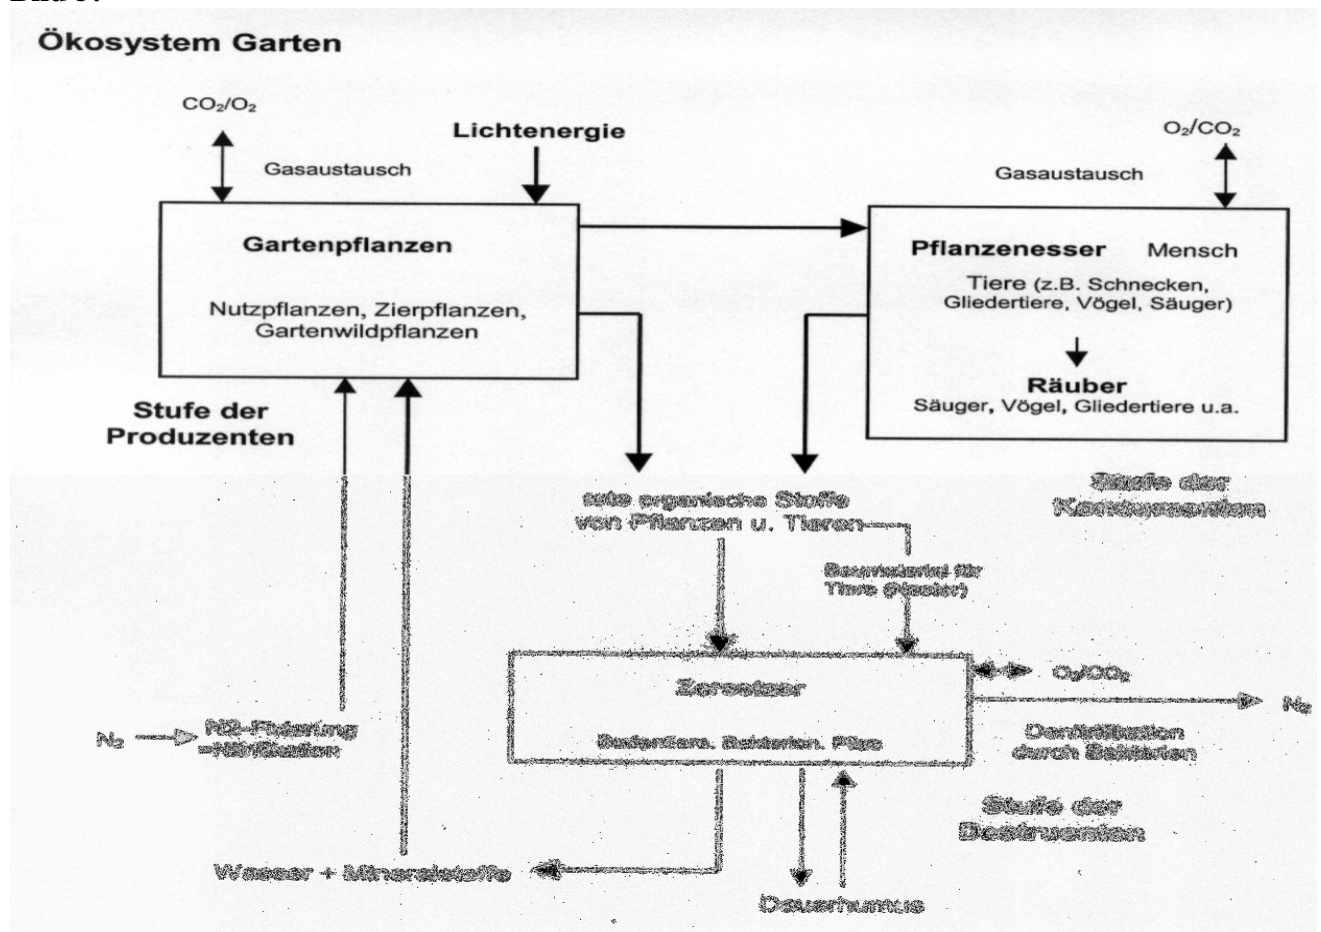 Ökosystem Garten
CO₂/O₂
Lichtenergie
O₂/CO₂
Gasaustausch
Gasaustausch
Gartenpflanzen
Nutzpflanzen, Zierpflanzen,
Gartenwildpflanzen
Pflanzenesser Mensch
Tiere (z.B. Schnecken,
Gliedertiere, Vögel, Säuger)
Räuber
Säuger, Vögel, Gliedertiere u.a.
Stufe der
Produzenten
tote organische Stoffe
von Pflanzen u. Tieren
Stufe der
Konsumenten
Baumaterial für
Tiere (Nester)
Zersetzer
Bodentiere, Bakterien, Pilze
O₂/CO₂
N₂
N₂
N2-Fixierung
=Nitrifikation
Denitrifikation
durch Bakterien
Stufe der
Destruenten
Wasser + Mineralstoffe
Dauerhumus